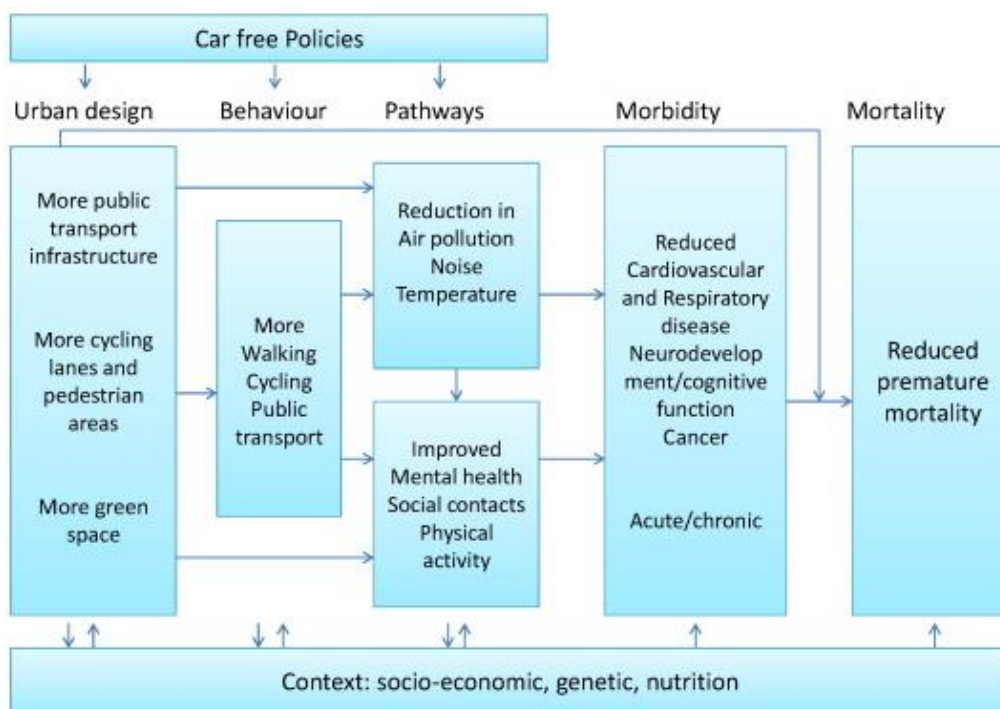 Car free Policies
Urban design
Behaviour
Pathways
Morbidity
Mortality
More public
transport
infrastructure
More cycling
lanes and
pedestrian
areas
More green
space
More
Walking
Cycling
Public
transport
Reduction in
Air pollution
Noise
Temperature
Improved
Mental health
Social contacts
Physical
activity
Reduced
Cardiovascular
and Respiratory
disease
Neurodevelop
ment/cognitive
function
Cancer
Acute/chronic
Reduced
premature
mortality
Context: socio-economic, genetic, nutrition